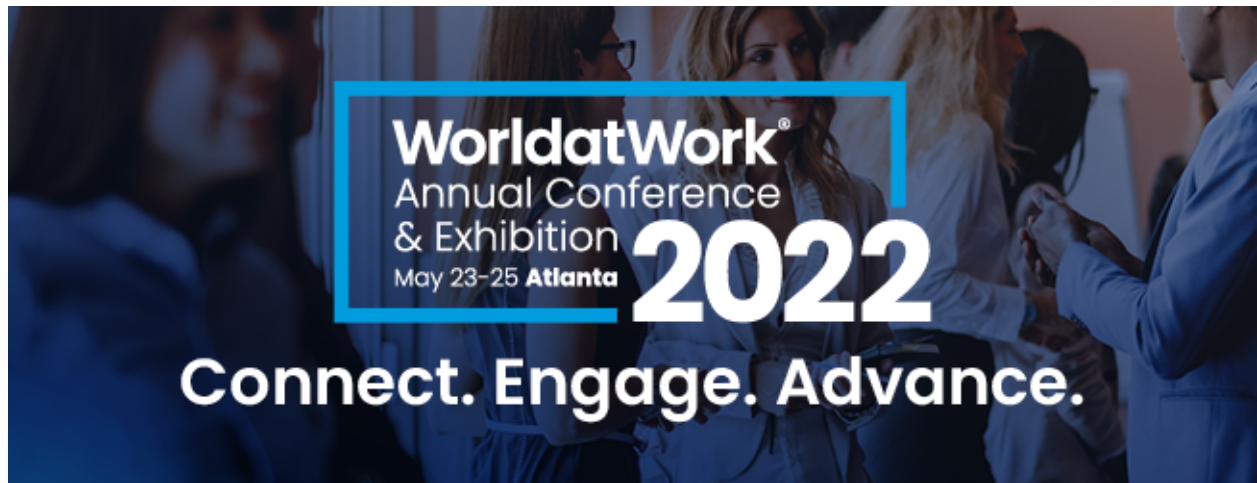 WorldatWork®
Annual Conference
& Exhibition
2022
May 23-25 Atlanta
Connect. Engage. Advance.